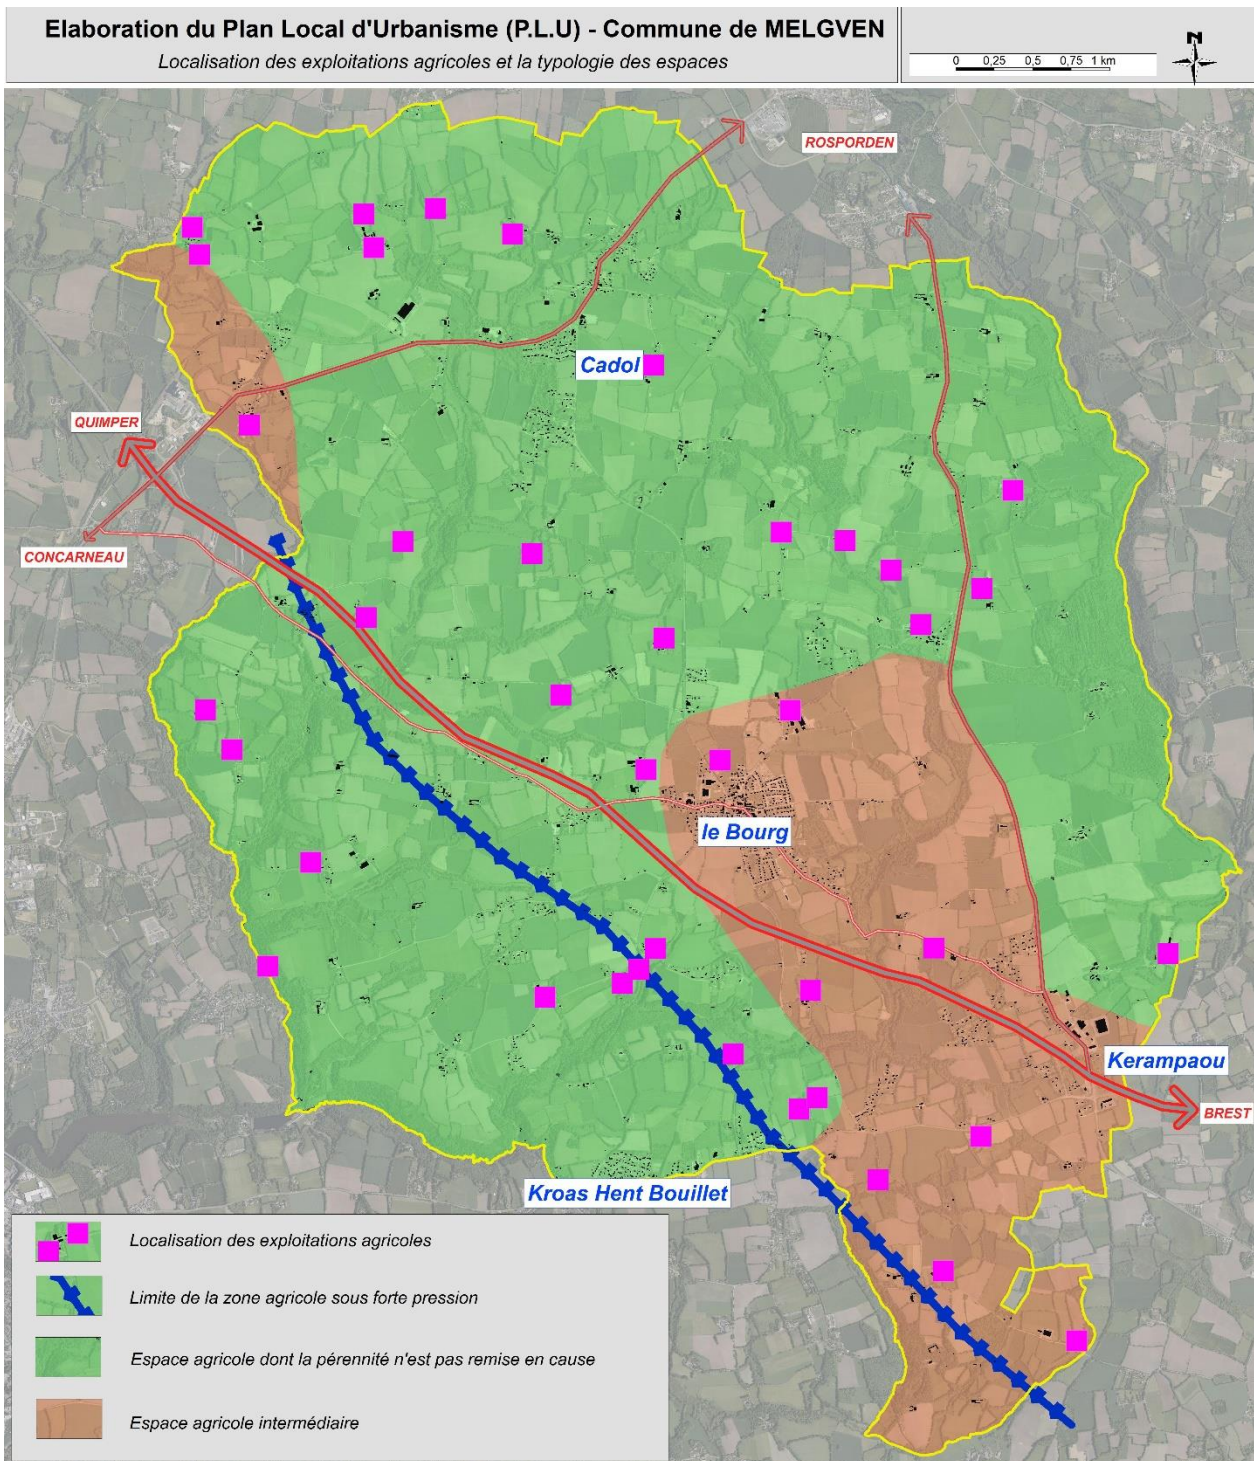 Elaboration du Plan Local d'Urbanisme (P.L.U) - Commune de MELGVEN
Localisation des exploitations agricoles et la typologie des espaces
0 0,25 0,5 0,75 1 km
N
ROSPORDEN
Cadol
QUIMPER
CONCARNEAU
le Bourg
Kerampaou
BREST
Kroas Hent Bouillet
Localisation des exploitations agricoles
Limite de la zone agricole sous forte pression
Espace agricole dont la pérennité n'est pas remise en cause
Espace agricole intermédiaire